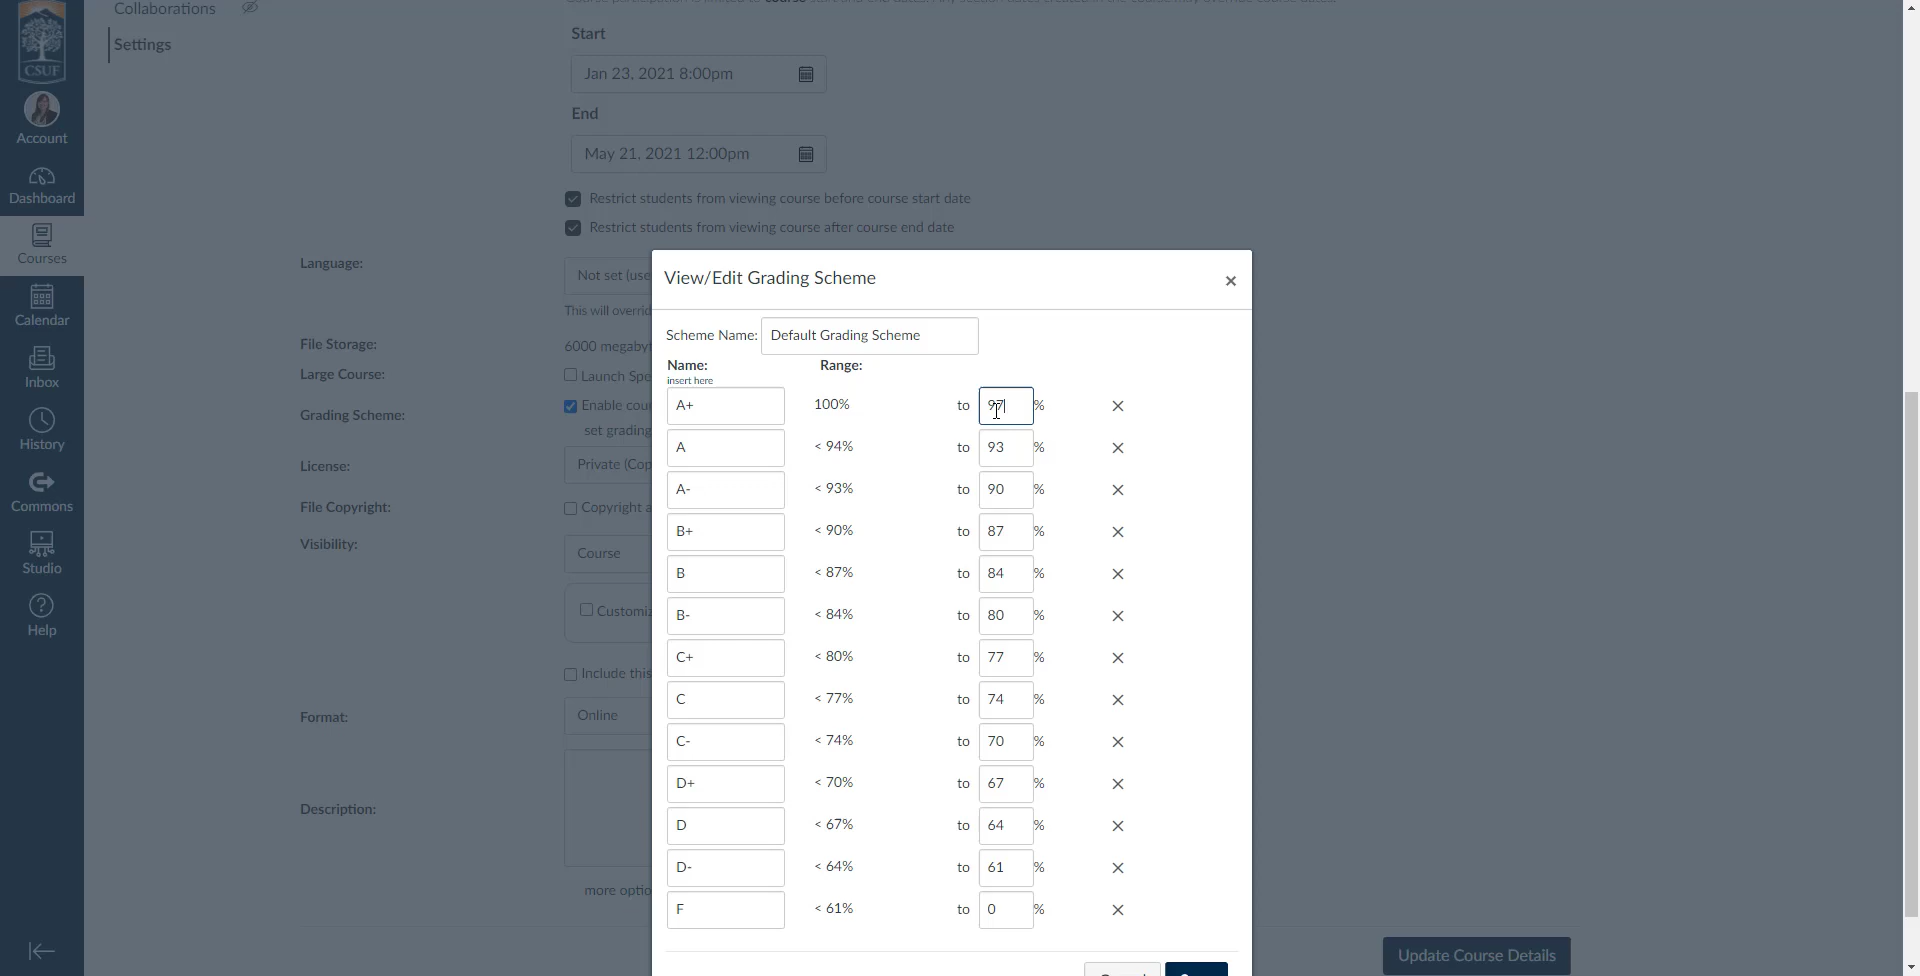 Collaborations
Settings
CSUF
Account
Dashboard
Courses
Calendar
Inbox
History
Commons
Studio
Help
Start
Jan 23, 2021 8:00pm
End
May 21, 2021 12:00pm
Restrict students from viewing course before course start date
Restrict students from viewing course after course end date
Language:
Not set (use
This will overrid
File Storage:
6000 megabyt
Large Course:
Launch Spe
Grading Scheme:
Enable cou
set grading
License:
Private (Cop
File Copyright:
Copyright a
Visibility:
Course
Customiz
Include this
Format:
Online
Description:
more optio
Update Course Details
View/Edit Grading Scheme
Scheme Name: Default Grading Scheme
Name: Range:
insert here
A+ 100% to 97 %
A < 94% to 93 %
A- < 93% to 90 %
B+ < 90% to 87 %
B < 87% to 84 %
B- < 84% to 80 %
C+ < 80% to 77 %
C < 77% to 74 %
C- < 74% to 70 %
D+ < 70% to 67 %
D < 67% to 64 %
D- < 64% to 61 %
F < 61% to 0 %